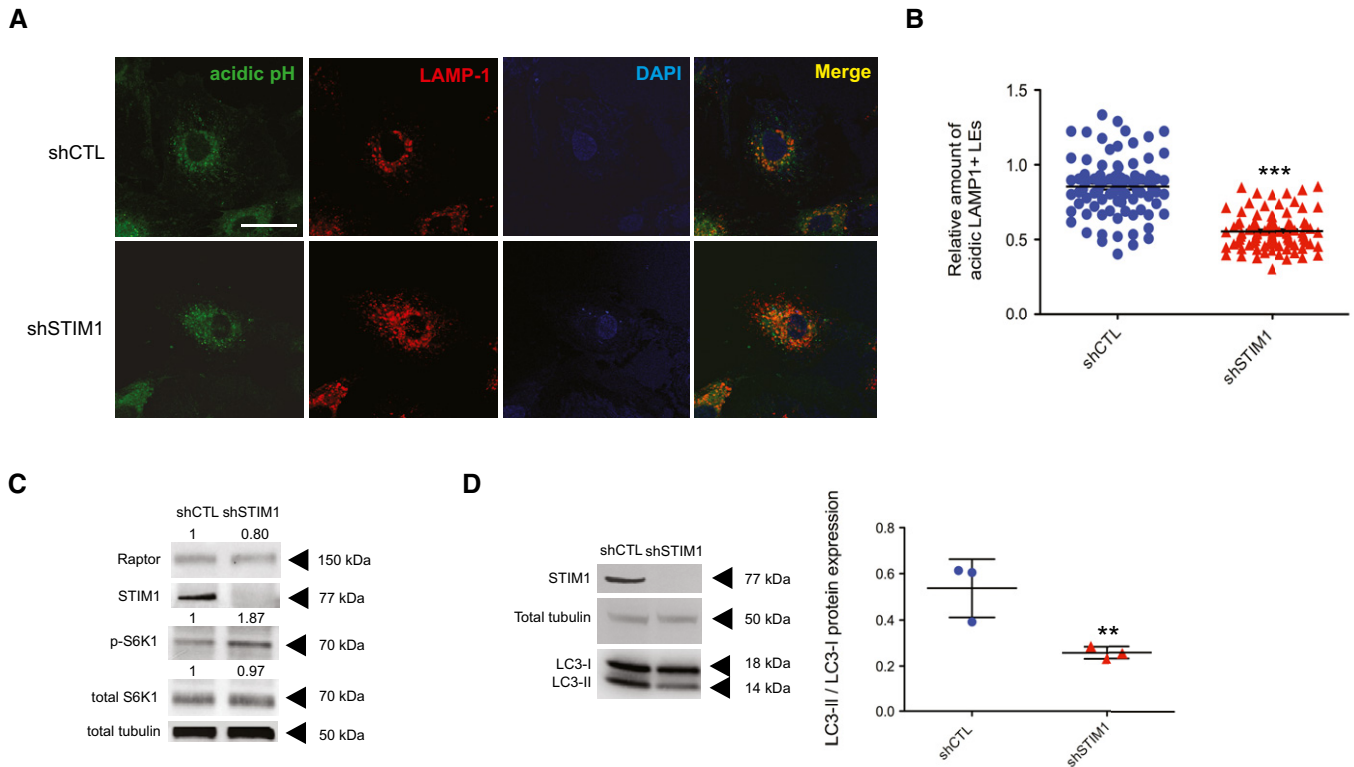 A
acidic pH
LAMP-1
DAPI
Merge
shCTL
shSTIM1
B
Relative amount of
acidic LAMP1+ LEs
1.5
1.0
0.5
0.0
***
shCTL
shSTIM1
C
shCTL shSTIM1
1 0.80
Raptor 150 kDa
STIM1 77 kDa
1 1.87
p-S6K1 70 kDa
1 0.97
total S6K1 70 kDa
total tubulin 50 kDa
D
shCTL shSTIM1
STIM1 77 kDa
Total tubulin 50 kDa
LC3-I 18 kDa
LC3-II 14 kDa
LC3-II / LC3-I protein expression
0.8
0.6
0.4
0.2
0.0
**
shCTL
shSTIM1